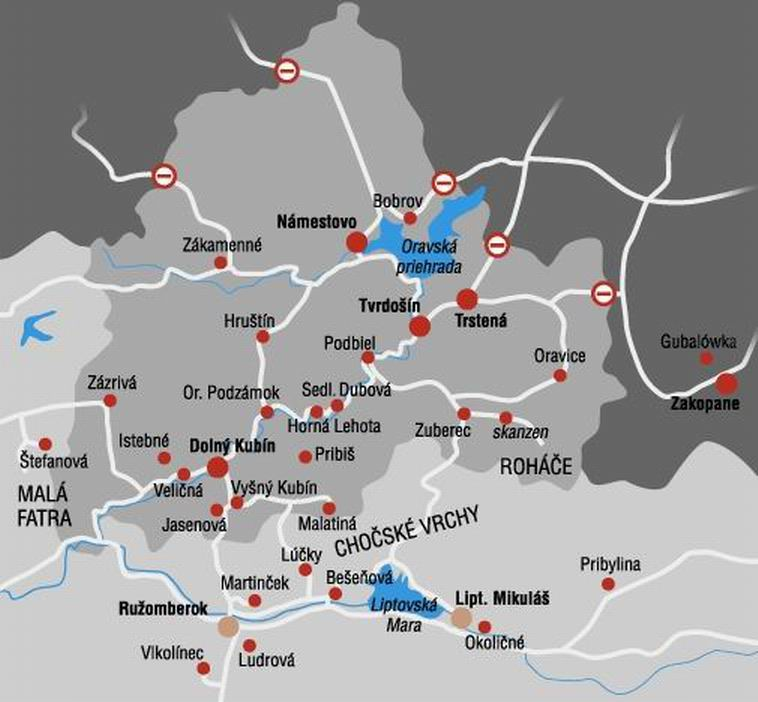 Bobrov
Námestovo
Oravská
priehrada
Zákamenné
Tvrdošín
Trstená
Hruštín
Podbiel
Oravice
Gubalówka
Zakopane
Zázrivá
Or. Podzámok
Sedl. Dubová
Horná Lehota
Zuberec
skanzen
Istebné
Dolný Kubín
Pribiš
ROHÁČE
Štefanová
Veličná
Vyšný Kubín
MALÁ
FATRA
Jasenová
Malatiná
CHOČSKÉ VRCHY
Lúčky
Pribylina
Martinček
Bešeňová
Ružomberok
Liptovská
Mara
Lipt. Mikuláš
Okoličné
Vlkolínec
Ludrová